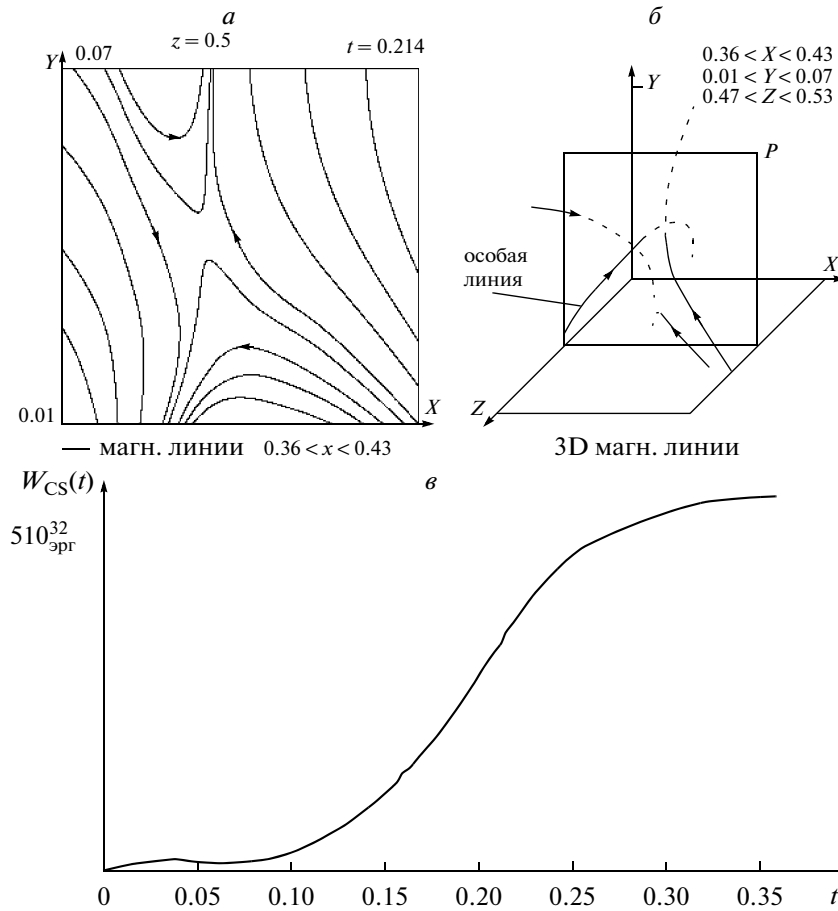 а
Y 0.07 z = 0.5 t = 0.214
0.01 X
магн. линии 0.36 < x < 0.43
б
0.36 < X < 0.43
0.01 < Y < 0.07
0.47 < Z < 0.53
Y
P
особая
линия
X
Z
3D магн. линии
W_CS(t) в
510^32 эрг
0 0.05 0.10 0.15 0.20 0.25 0.30 0.35 t